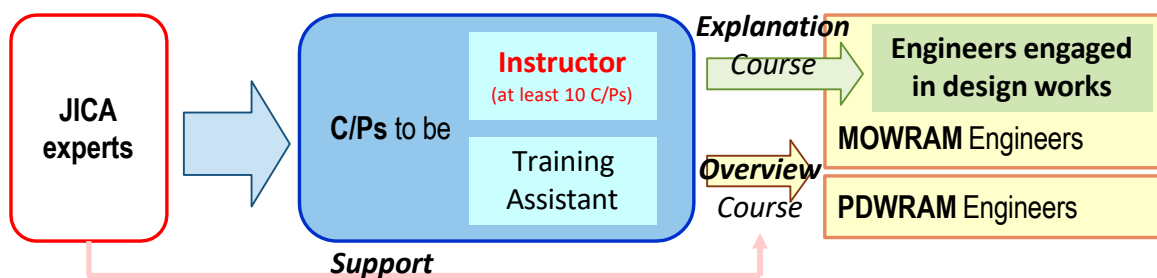 JICA
experts
C/Ps to be
Instructor
(at least 10 C/Ps)
Training
Assistant
Explanation
Course
Overview
Course
Engineers engaged
in design works
MOWRAM Engineers
PDWRAM Engineers
Support